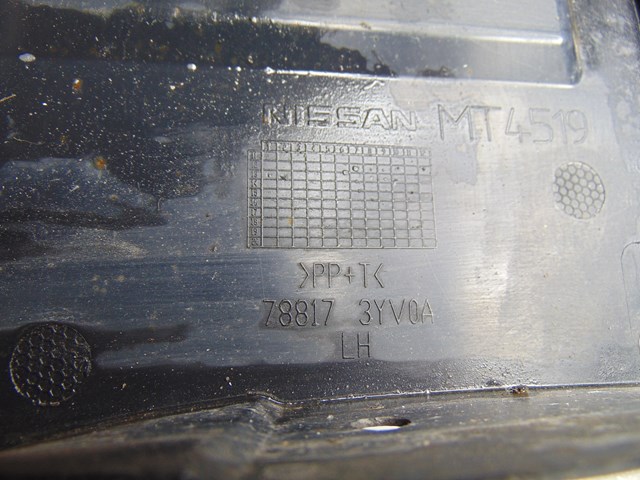 NISSAN MT4519
>PP+T<
78817 3YV0A
LH